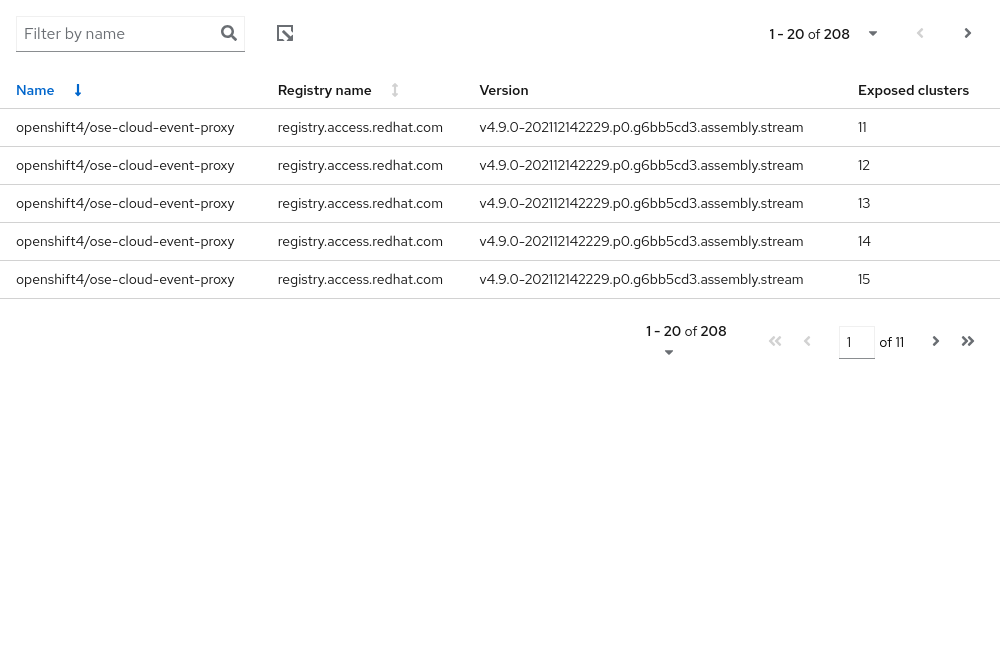 Filter by name
1 - 20 of 208
Name Registry name Version Exposed clusters
openshift4/ose-cloud-event-proxy registry.access.redhat.com v4.9.0-202112142229.p0.g6bb5cd3.assembly.stream 11
openshift4/ose-cloud-event-proxy registry.access.redhat.com v4.9.0-202112142229.p0.g6bb5cd3.assembly.stream 12
openshift4/ose-cloud-event-proxy registry.access.redhat.com v4.9.0-202112142229.p0.g6bb5cd3.assembly.stream 13
openshift4/ose-cloud-event-proxy registry.access.redhat.com v4.9.0-202112142229.p0.g6bb5cd3.assembly.stream 14
openshift4/ose-cloud-event-proxy registry.access.redhat.com v4.9.0-202112142229.p0.g6bb5cd3.assembly.stream 15
1 - 20 of 208
1 of 11